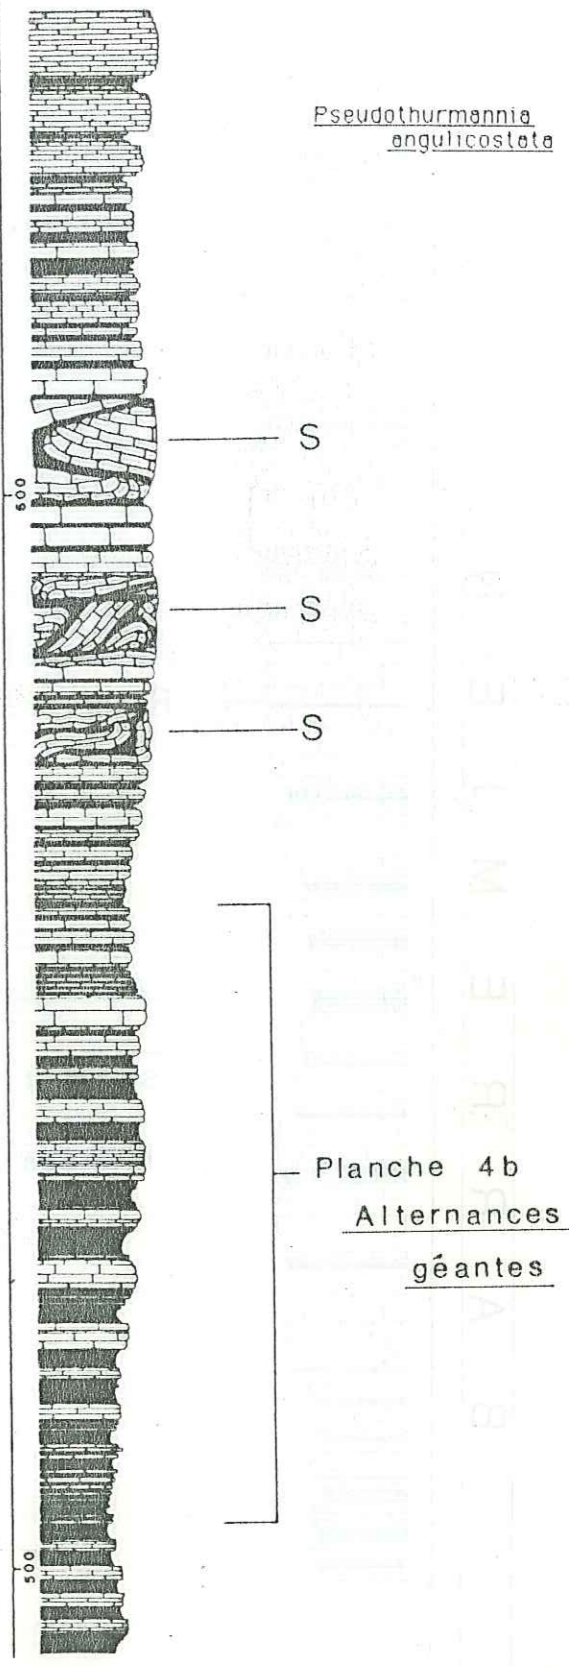 Pseudothurmannia
angulicostata
S
600
S
S
Planche 4b
Alternances
géantes
500